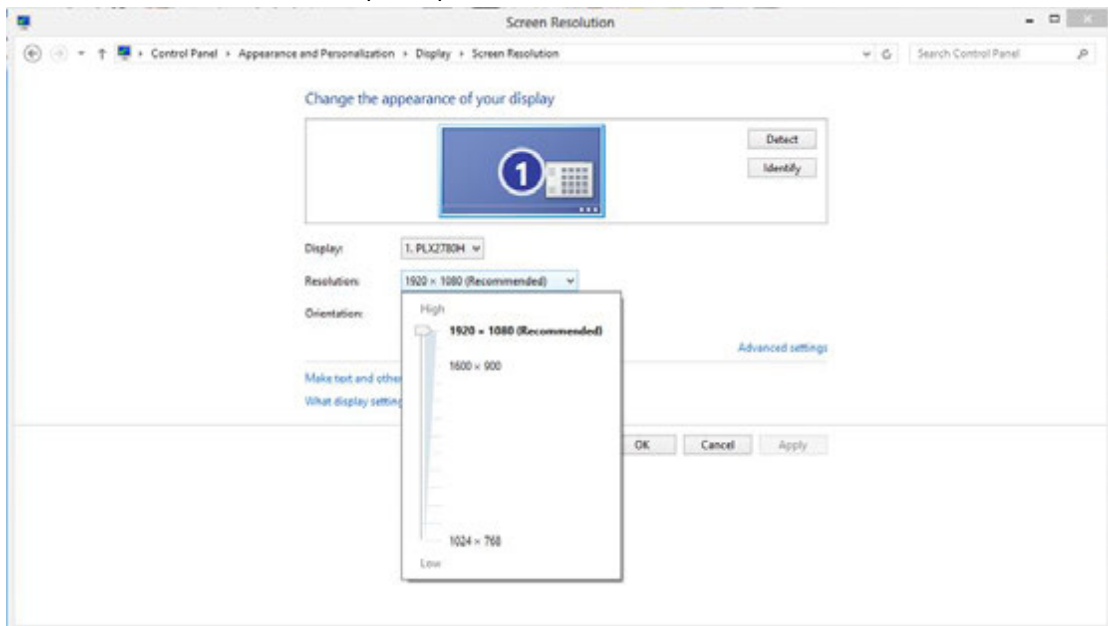 Screen Resolution
Control Panel Appearance and Personalization Display Screen Resolution
Search Control Panel
Change the appearance of your display
1
Detect
Identify
Display: 1. PLX2780H
Resolution: 1920 × 1080 (Recommended)
Orientation:
High
1920 × 1080 (Recommended)
1600 × 900
1024 × 768
Low
Advanced settings
Make text and other
What display setting
OK Cancel Apply